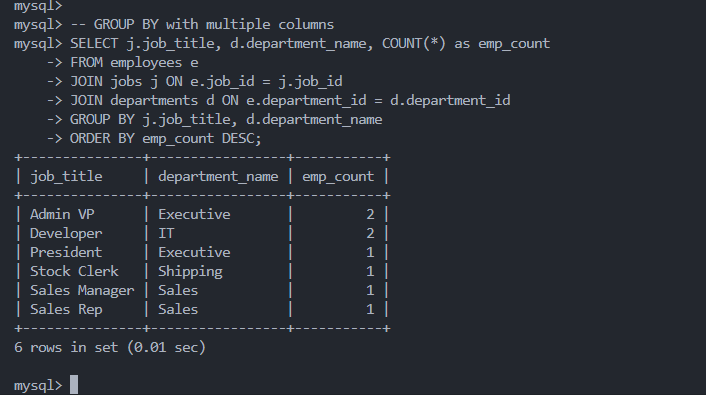 mysql>
mysql> -- GROUP BY with multiple columns
mysql> SELECT j.job_title, d.department_name, COUNT(*) as emp_count
    -> FROM employees e
    -> JOIN jobs j ON e.job_id = j.job_id
    -> JOIN departments d ON e.department_id = d.department_id
    -> GROUP BY j.job_title, d.department_name
    -> ORDER BY emp_count DESC;
+---------------+-----------------+-----------+
| job_title     | department_name | emp_count |
+---------------+-----------------+-----------+
| Admin VP      | Executive       |         2 |
| Developer     | IT              |         2 |
| President     | Executive       |         1 |
| Stock Clerk   | Shipping        |         1 |
| Sales Manager | Sales           |         1 |
| Sales Rep     | Sales           |         1 |
+---------------+-----------------+-----------+
6 rows in set (0.01 sec)

mysql>